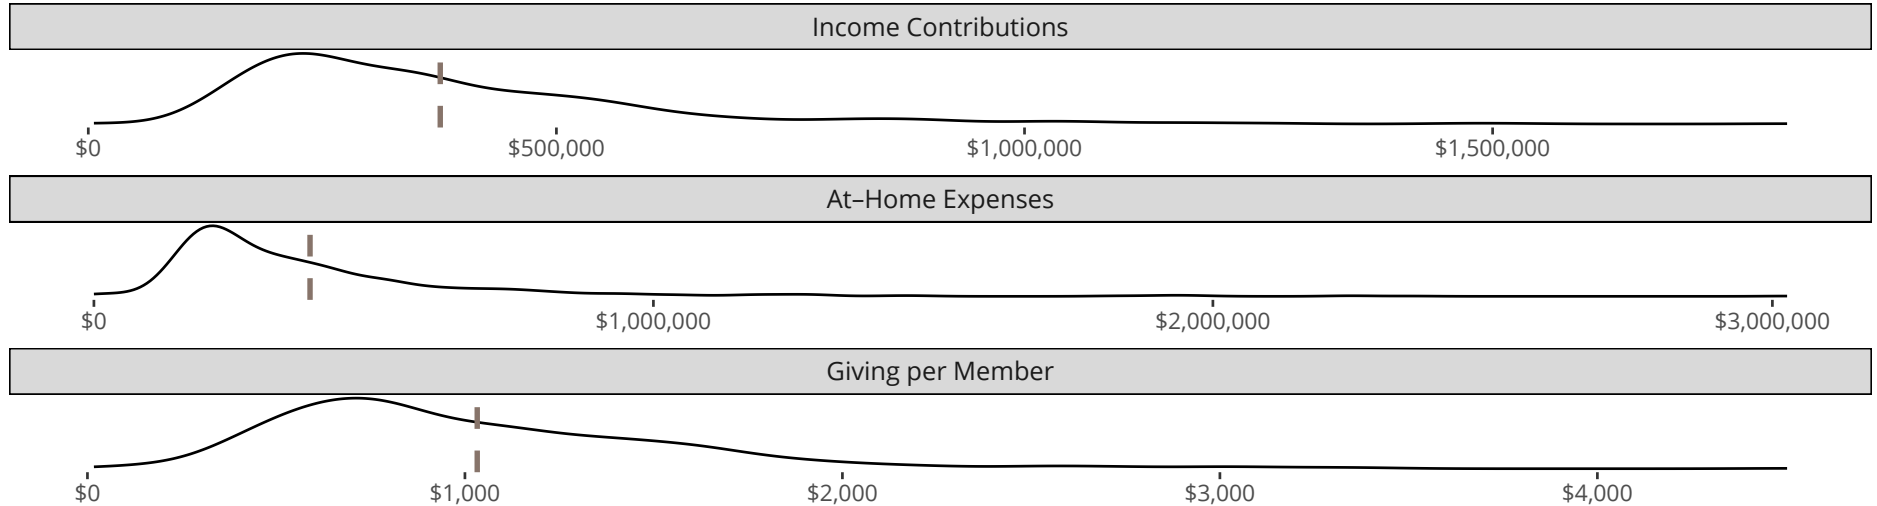 Income Contributions
$0 $500,000 $1,000,000 $1,500,000
At–Home Expenses
$0 $1,000,000 $2,000,000 $3,000,000
Giving per Member
$0 $1,000 $2,000 $3,000 $4,000